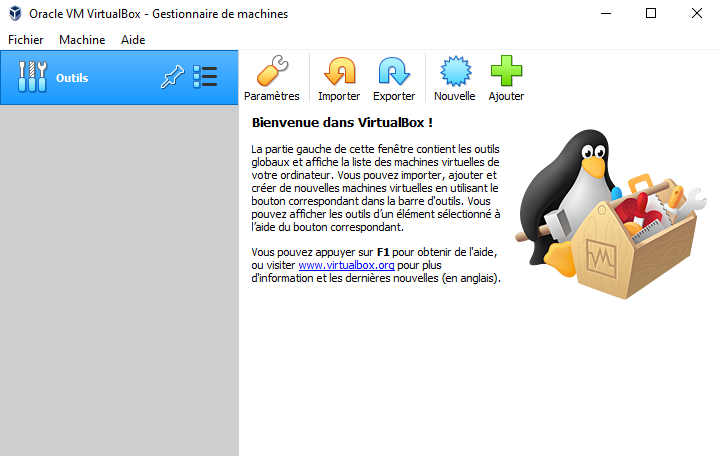 Oracle VM VirtualBox - Gestionnaire de machines
Fichier Machine Aide
Outils
Paramètres Importer Exporter Nouvelle Ajouter
Bienvenue dans VirtualBox !
La partie gauche de cette fenêtre contient les outils
globaux et affiche la liste des machines virtuelles de
votre ordinateur. Vous pouvez importer, ajouter et
créer de nouvelles machines virtuelles en utilisant le
bouton correspondant dans la barre d'outils. Vous
pouvez afficher les outils d’un élément sélectionné à
l’aide du bouton correspondant.
Vous pouvez appuyer sur F1 pour obtenir de l'aide,
ou visiter www.virtualbox.org pour plus
d'information et les dernières nouvelles (en anglais).